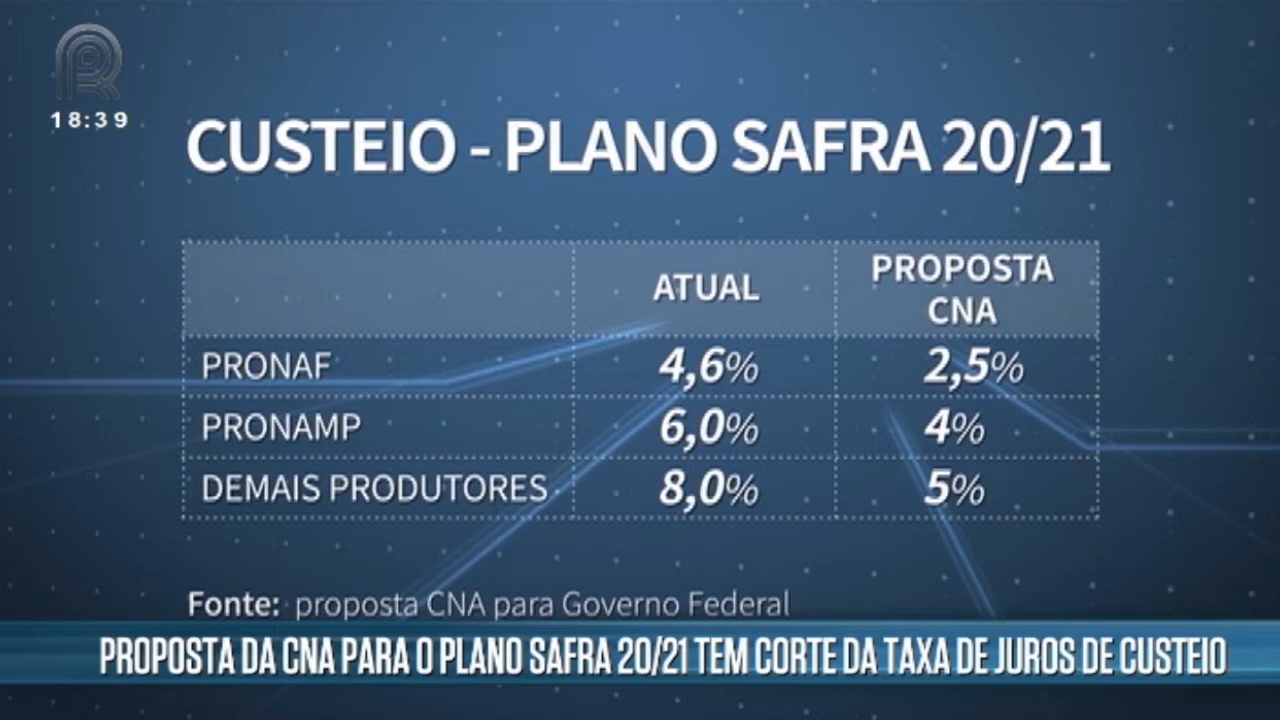 18:39
CUSTEIO - PLANO SAFRA 20/21
ATUAL
PROPOSTA
CNA
PRONAF 4,6% 2,5%
PRONAMP 6,0% 4%
DEMAIS PRODUTORES 8,0% 5%
Fonte: proposta CNA para Governo Federal
PROPOSTA DA CNA PARA O PLANO SAFRA 20/21 TEM CORTE DA TAXA DE JUROS DE CUSTEIO